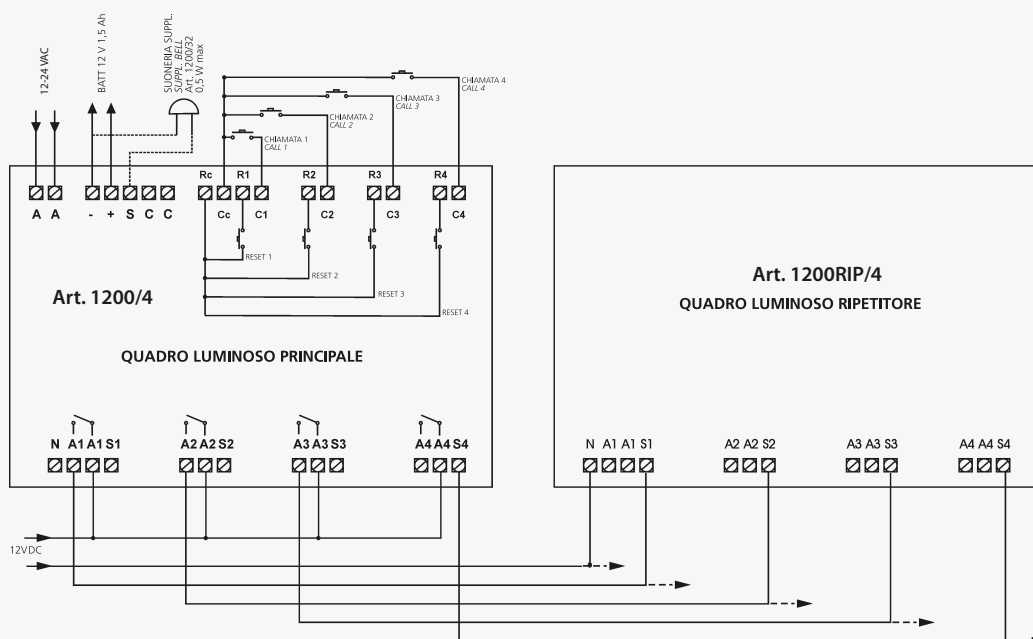 12-24 VAC
BATT 12 V 1,5 Ah
SUONERIA SUPPL.
SUPPL. BELL
Art. 1200/32
0,5 W max
CHIAMATA 4
CALL 4
CHIAMATA 3
CALL 3
CHIAMATA 2
CALL 2
CHIAMATA 1
CALL 1
Rc R1 R2 R3 R4
A A - + S C C Cc C1 C2 C3 C4
RESET 1
RESET 2
RESET 3
RESET 4
Art. 1200/4
QUADRO LUMINOSO PRINCIPALE
N A1 A1 S1 A2 A2 S2 A3 A3 S3 A4 A4 S4
Art. 1200RIP/4
QUADRO LUMINOSO RIPETITORE
N A1 A1 S1 A2 A2 S2 A3 A3 S3 A4 A4 S4
12VDC